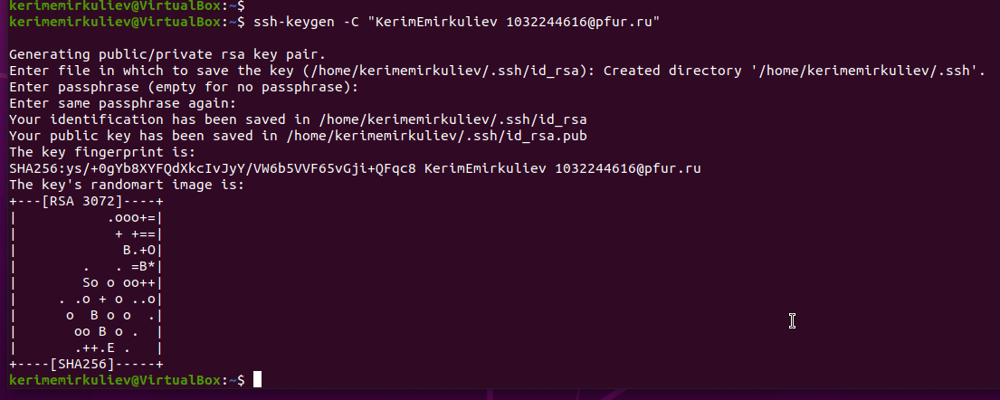 kerimemirkuliev@VirtualBox:~$
kerimemirkuliev@VirtualBox:~$ ssh-keygen -C "KerimEmirkuliev 1032244616@pfur.ru"
Generating public/private rsa key pair.
Enter file in which to save the key (/home/kerimemirkuliev/.ssh/id_rsa): Created directory '/home/kerimemirkuliev/.ssh'.
Enter passphrase (empty for no passphrase):
Enter same passphrase again:
Your identification has been saved in /home/kerimemirkuliev/.ssh/id_rsa
Your public key has been saved in /home/kerimemirkuliev/.ssh/id_rsa.pub
The key fingerprint is:
SHA256:ys/+0gYb8XYFQdXkcIvJyY/VW6b5VVF65vGji+QFqc8 KerimEmirkuliev 1032244616@pfur.ru
The key's randomart image is:
+---[RSA 3072]----+
|            .ooo+=|
|             + +==|
|              B.+O|
|         .   . =B*|
|         So o oo++|
|      . .o + o ..o|
|       o  B o o  .|
|        oo B o .  |
|        .++.E .   |
+----[SHA256]-----+
kerimemirkuliev@VirtualBox:~$